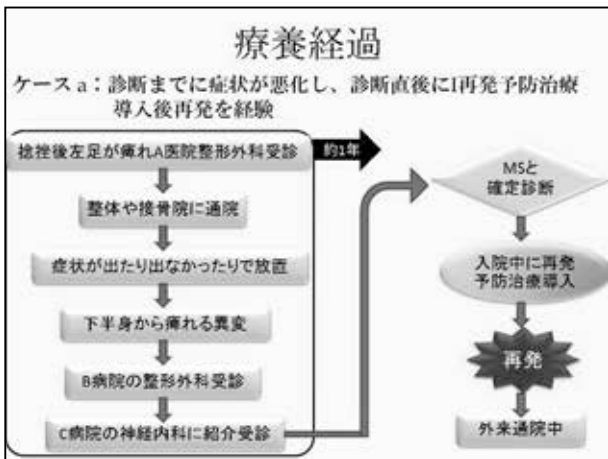 療養経過
ケースa：診断までに症状が悪化し、診断直後にI再発予防治療
導入後再発を経験
捻挫後左足が痺れA医院整形外科受診
約1年
整体や接骨院に通院
症状が出たり出なかったりで放置
下半身から痺れる異変
B病院の整形外科受診
C病院の神経内科に紹介受診
MSと
確定診断
入院中に再発
予防治療導入
再発
外来通院中